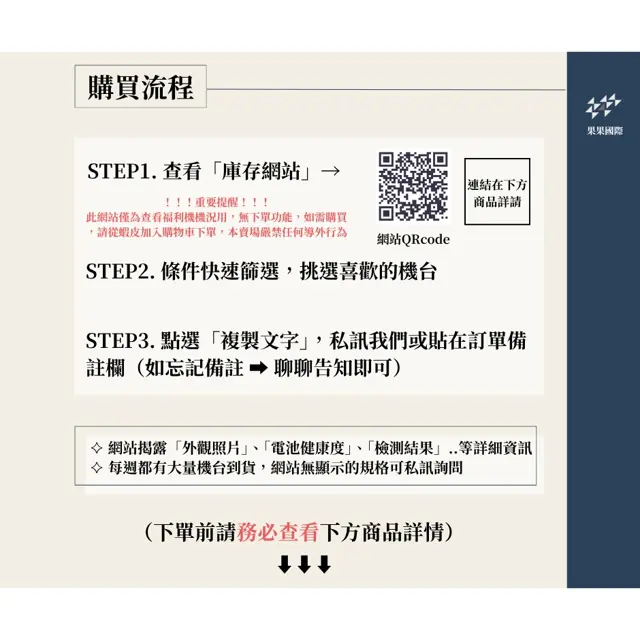 購買流程
果果國際
STEP1. 查看「庫存網站」→
！！！重要提醒！！！
此網站僅為查看福利機機況用，無下單功能，如需購買
，請從蝦皮加入購物車下單，本賣場嚴禁任何導外行為
網站QRcode
連結在下方
商品詳請
STEP2. 條件快速篩選，挑選喜歡的機台
STEP3. 點選「複製文字」，私訊我們或貼在訂單備
註欄（如忘記備註 ➡ 聊聊告知即可）
✧ 網站揭露「外觀照片」、「電池健康度」、「檢測結果」..等詳細資訊
✧ 每週都有大量機台到貨，網站無顯示的規格可私訊詢問
（下單前請務必查看下方商品詳情）
⬇⬇⬇